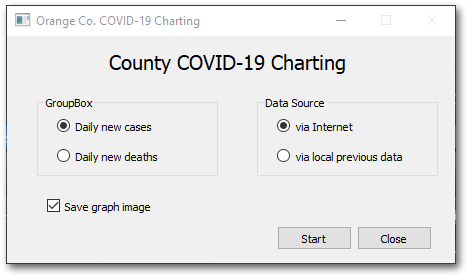 Orange Co. COVID-19 Charting
County COVID-19 Charting
GroupBox
Daily new cases
Daily new deaths
Data Source
via Internet
via local previous data
Save graph image
Start
Close